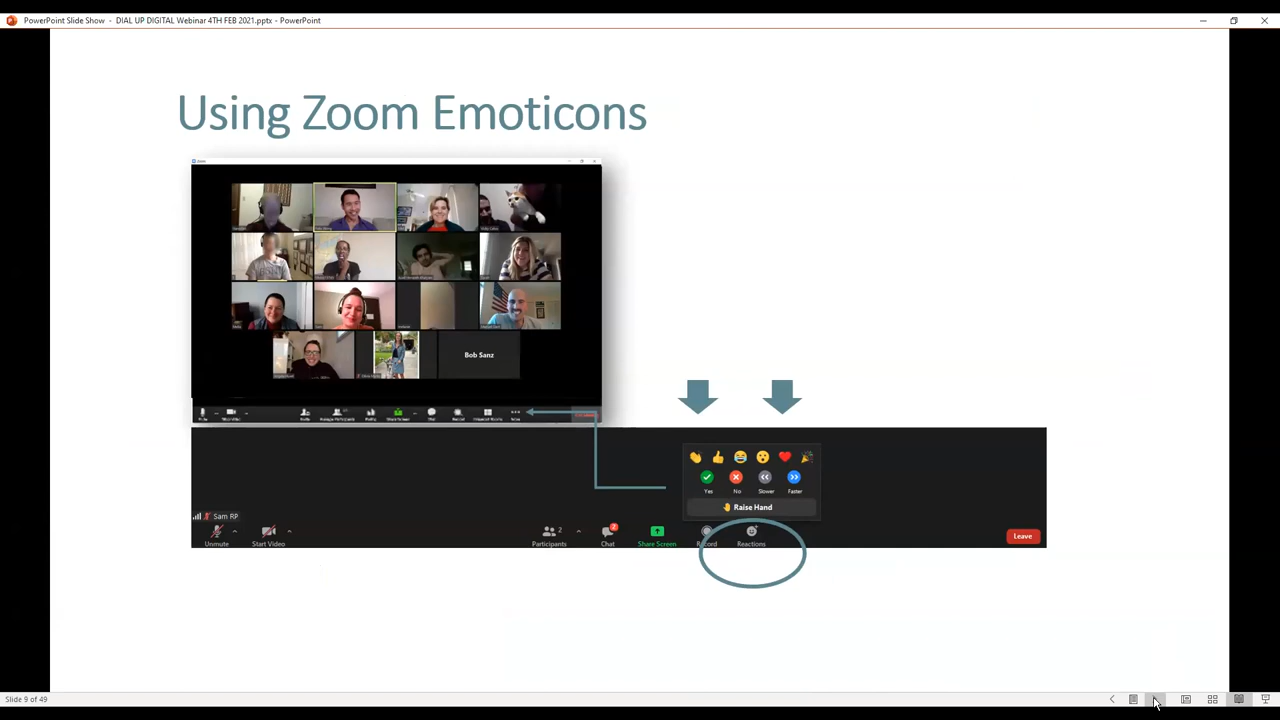 PowerPoint Slide Show - DIAL UP DIGITAL Webinar 4TH FEB 2021.pptx - PowerPoint
Using Zoom Emoticons
Bob Sanz
Yes No Slower Faster
Raise Hand
Sam RP
Unmute Start Video Participants 2 Chat 2 Share Screen Record Reactions Leave
Slide 9 of 49